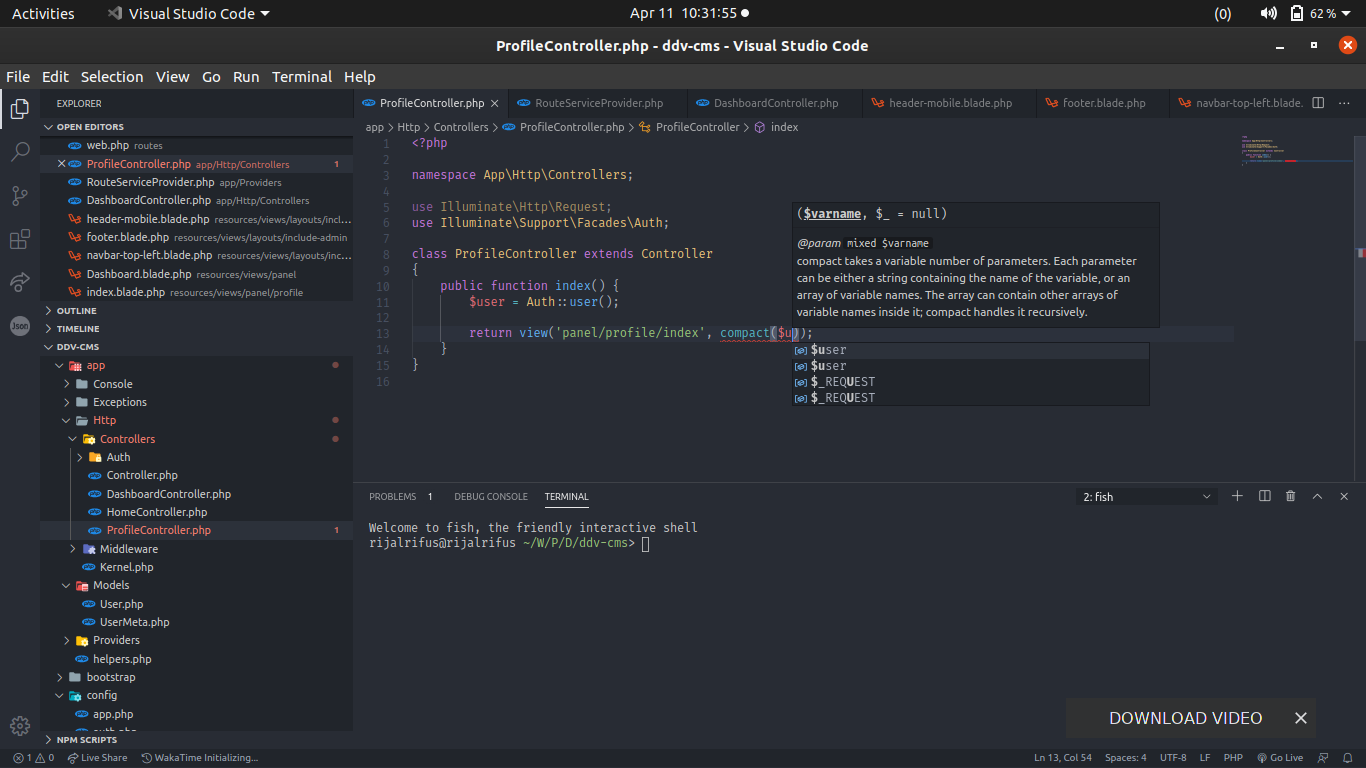 Activities Visual Studio Code Apr 11 10:31:55 (0) 62 %
ProfileController.php - ddv-cms - Visual Studio Code
File Edit Selection View Go Run Terminal Help
EXPLORER
OPEN EDITORS
web.php routes
ProfileController.php app/Http/Controllers 1
RouteServiceProvider.php app/Providers
DashboardController.php app/Http/Controllers
header-mobile.blade.php resources/views/layouts/incl...
footer.blade.php resources/views/layouts/include-admin
navbar-top-left.blade.php resources/views/layouts/inc...
Dashboard.blade.php resources/views/panel
index.blade.php resources/views/panel/profile
OUTLINE
TIMELINE
DDV-CMS
app
Console
Exceptions
Http
Controllers
Auth
Controller.php
DashboardController.php
HomeController.php
ProfileController.php 1
Middleware
Kernel.php
Models
User.php
UserMeta.php
Providers
helpers.php
bootstrap
config
app.php
auth.php
NPM SCRIPTS
Json
ProfileController.php RouteServiceProvider.php DashboardController.php header-mobile.blade.php footer.blade.php navbar-top-left.blade.
app > Http > Controllers > ProfileController.php > ProfileController > index
1 <?php
2
3 namespace App\Http\Controllers;
4
5 use Illuminate\Http\Request;
6 use Illuminate\Support\Facades\Auth;
7
8 class ProfileController extends Controller
9 {
10 public function index() {
11 $user = Auth::user();
12
13 return view('panel/profile/index', compact($u));
14 }
15 }
16
($varname, $_ = null)
@param mixed $varname
compact takes a variable number of parameters. Each parameter
can be either a string containing the name of the variable, or an
array of variable names. The array can contain other arrays of
variable names inside it; compact handles it recursively.
$user
$user
$_REQUEST
$_REQUEST
PROBLEMS 1 DEBUG CONSOLE TERMINAL 2: fish
Welcome to fish, the friendly interactive shell
rijalrifus@rijalrifus ~/W/P/D/ddv-cms>
DOWNLOAD VIDEO
1 0 Live Share WakaTime Initializing... Ln 13, Col 54 Spaces: 4 UTF-8 LF PHP Go Live